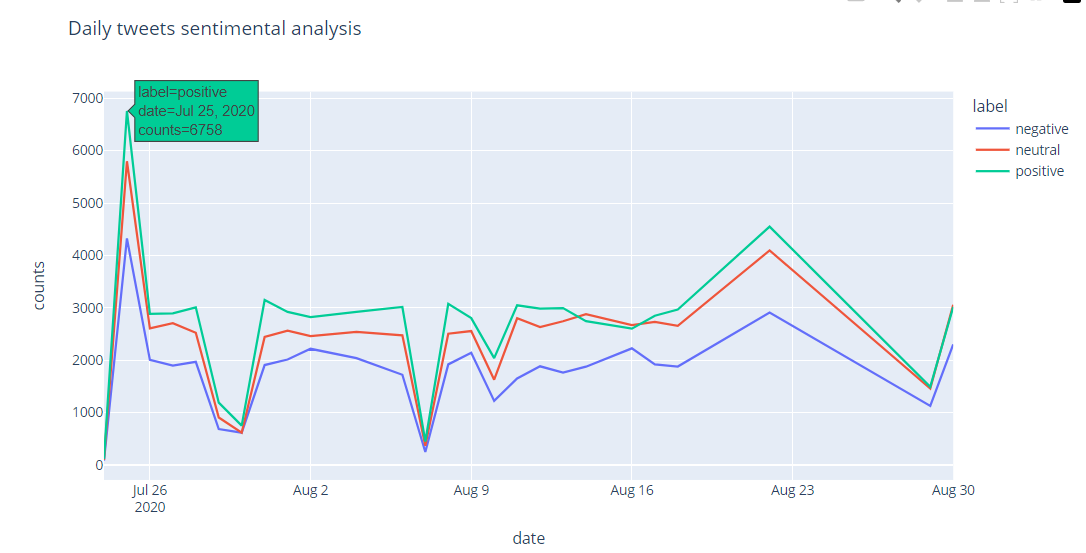 Daily tweets sentimental analysis
label=positive
date=Jul 25, 2020
counts=6758
label
negative
neutral
positive
counts
7000
6000
5000
4000
3000
2000
1000
0
Jul 26 Aug 2 Aug 9 Aug 16 Aug 23 Aug 30
2020
date